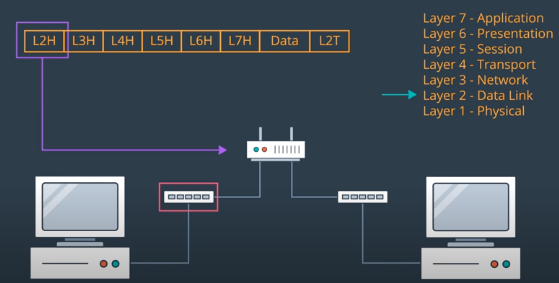 L2H L3H L4H L5H L6H L7H Data L2T
Layer 7 - Application
Layer 6 - Presentation
Layer 5 - Session
Layer 4 - Transport
Layer 3 - Network
Layer 2 - Data Link
Layer 1 - Physical